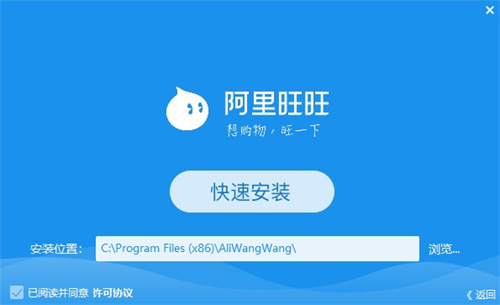 阿里旺旺
想购物，旺一下
快速安装
安装位置： C:\Program Files (x86)\AliWangWang\ 浏览...
已阅读并同意 许可协议
《 返回